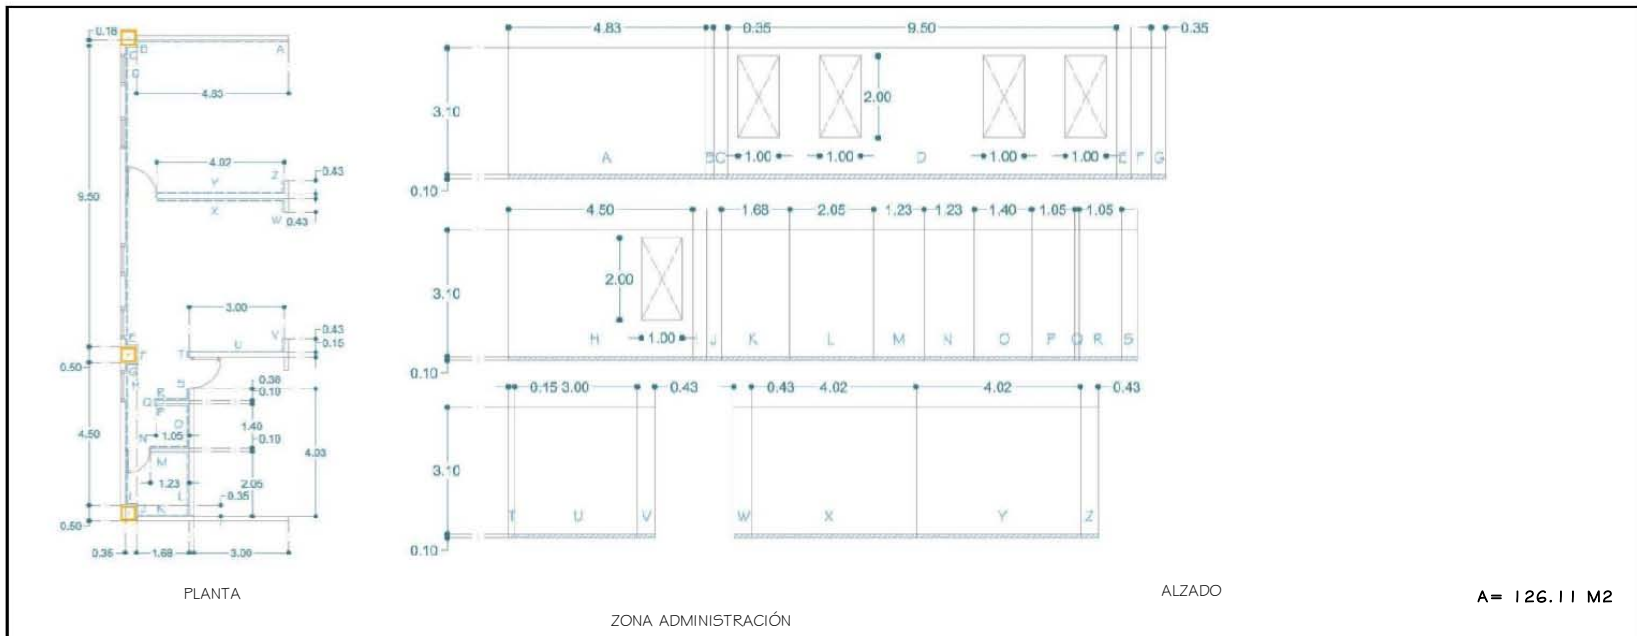 0.18
B A
C
D
4.83
4.02
Z 0.43
Y
X
W 0.43
9.50
3.00
V 0.43
0.15
U
E
F T
0.50
G
H
S 0.38
R 0.10
Q
P
O 1.40
N 1.05 0.10
4.50
4.03
M
1.23 2.05
L 0.35
J K
0.50
0.35 1.68 3.00
PLANTA
4.83 0.35 9.50 0.35
3.10
2.00
A B C 1.00 1.00 D 1.00 1.00 E F G
0.10
4.50 1.68 2.05 1.23 1.23 1.40 1.05 1.05
2.00
3.10
H 1.00 J K L M N O P Q R S
0.10
0.15 3.00 0.43 0.43 4.02 4.02 0.43
3.10
T U V W X Y Z
0.10
ALZADO
A= 126.11 M2
ZONA ADMINISTRACIÓN